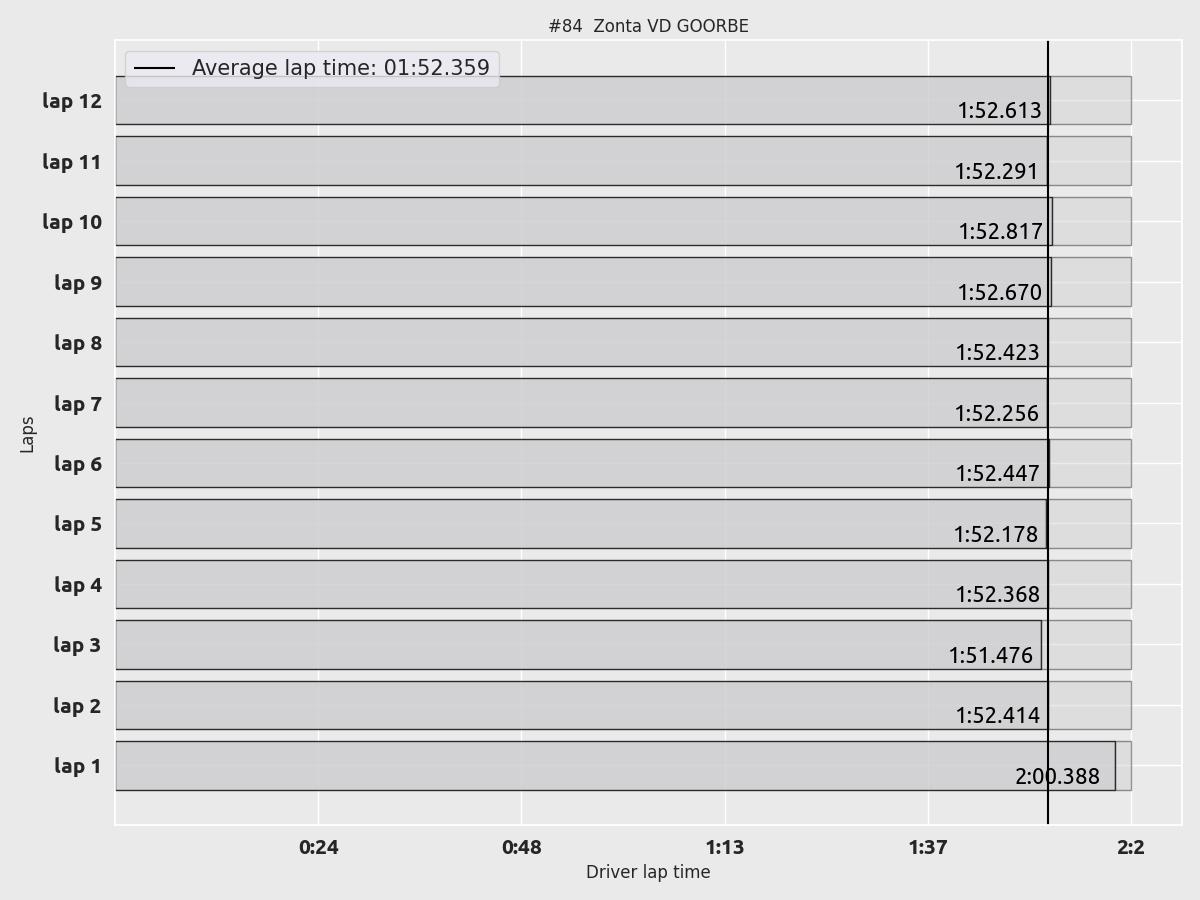 #84  Zonta VD GOORBE
Average lap time: 01:52.359
lap 12 1:52.613
lap 11 1:52.291
lap 10 1:52.817
lap 9 1:52.670
lap 8 1:52.423
lap 7 1:52.256
lap 6 1:52.447
lap 5 1:52.178
lap 4 1:52.368
lap 3 1:51.476
lap 2 1:52.414
lap 1 2:00.388
Laps
0:24 0:48 1:13 1:37 2:2
Driver lap time